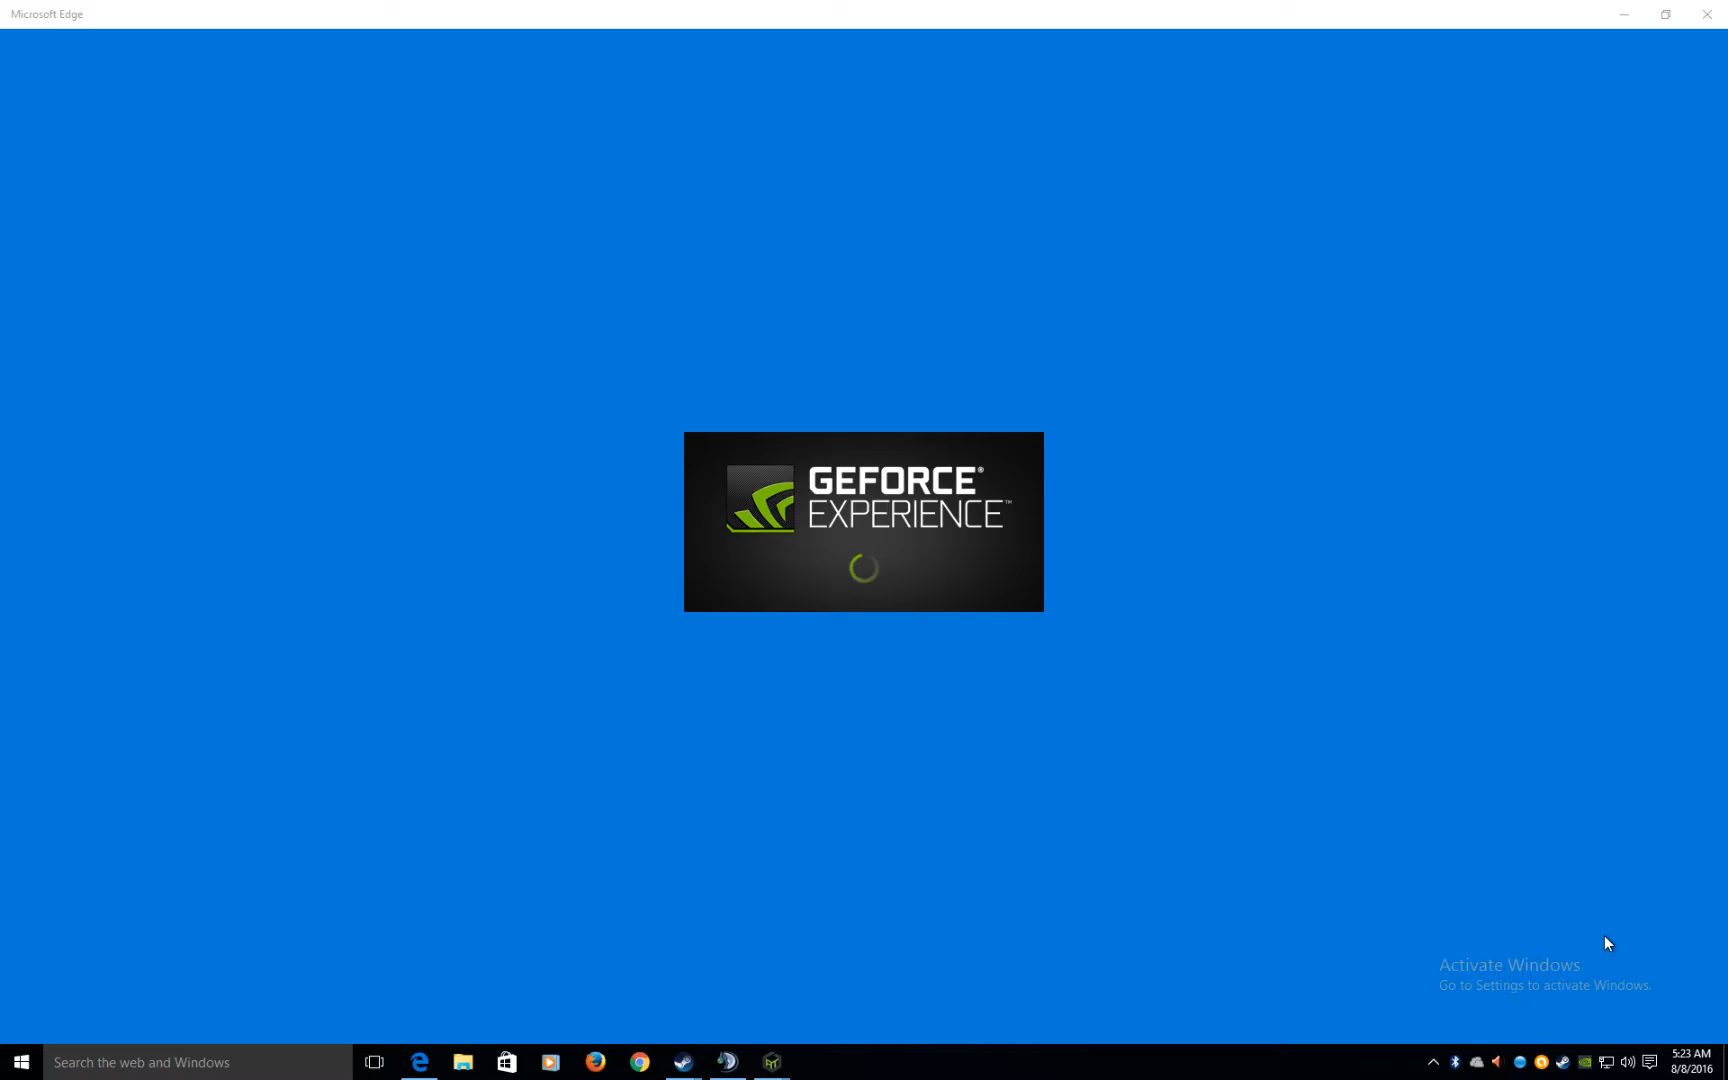 Microsoft Edge
GEFORCE®
EXPERIENCE™
Activate Windows
Go to Settings to activate Windows.
Search the web and Windows
5:23 AM
8/8/2016